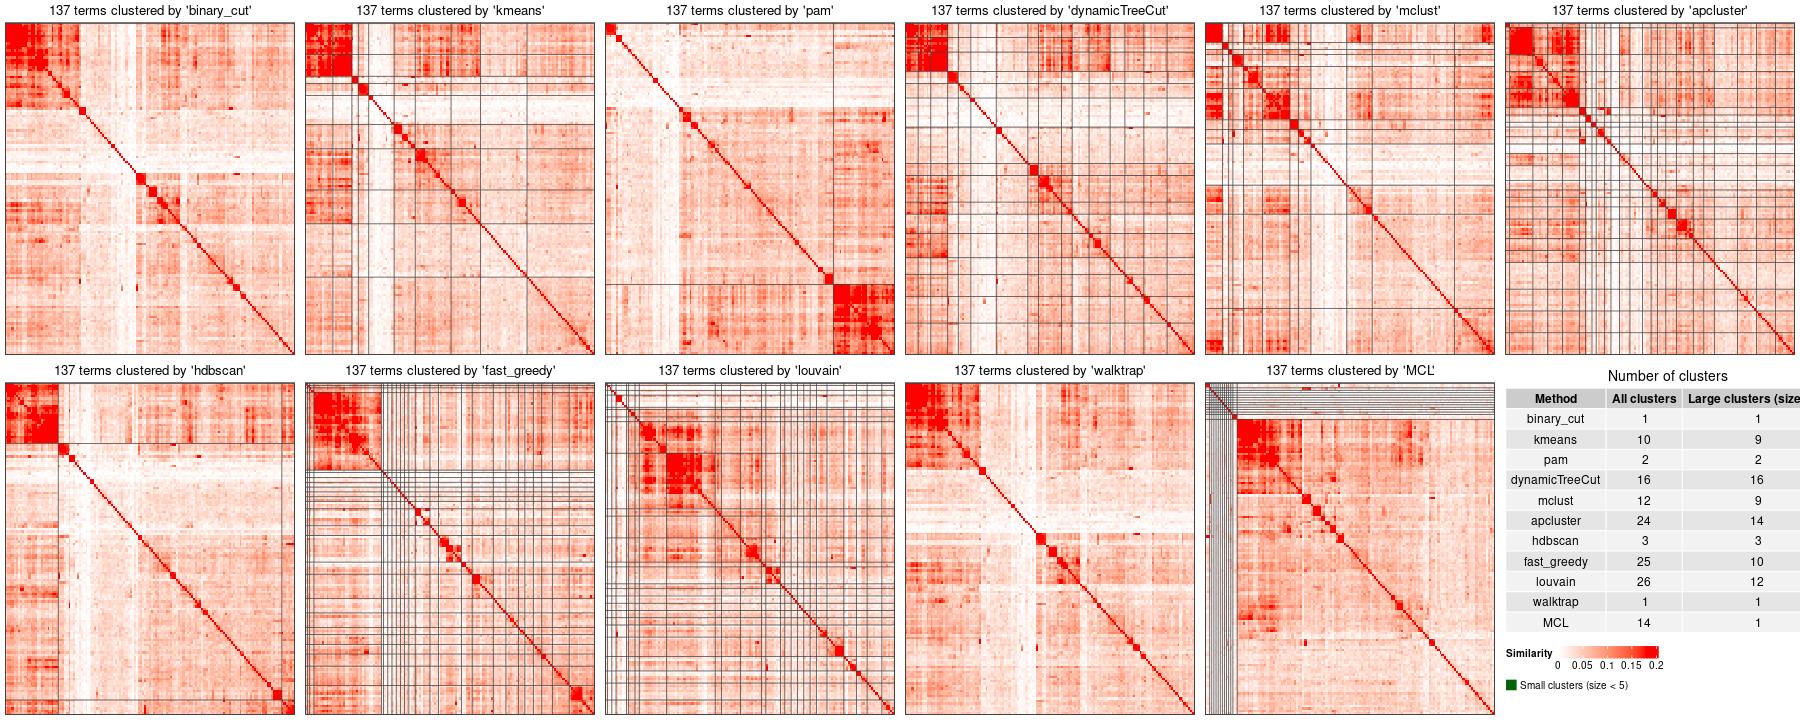 137 terms clustered by 'binary_cut'
137 terms clustered by 'kmeans'
137 terms clustered by 'pam'
137 terms clustered by 'dynamicTreeCut'
137 terms clustered by 'mclust'
137 terms clustered by 'apcluster'
137 terms clustered by 'hdbscan'
137 terms clustered by 'fast_greedy'
137 terms clustered by 'louvain'
137 terms clustered by 'walktrap'
137 terms clustered by 'MCL'
Number of clusters
Method All clusters Large clusters (size
binary_cut 1 1
kmeans 10 9
pam 2 2
dynamicTreeCut 16 16
mclust 12 9
apcluster 24 14
hdbscan 3 3
fast_greedy 25 10
louvain 26 12
walktrap 1 1
MCL 14 1
Similarity
0 0.05 0.1 0.15 0.2
Small clusters (size < 5)